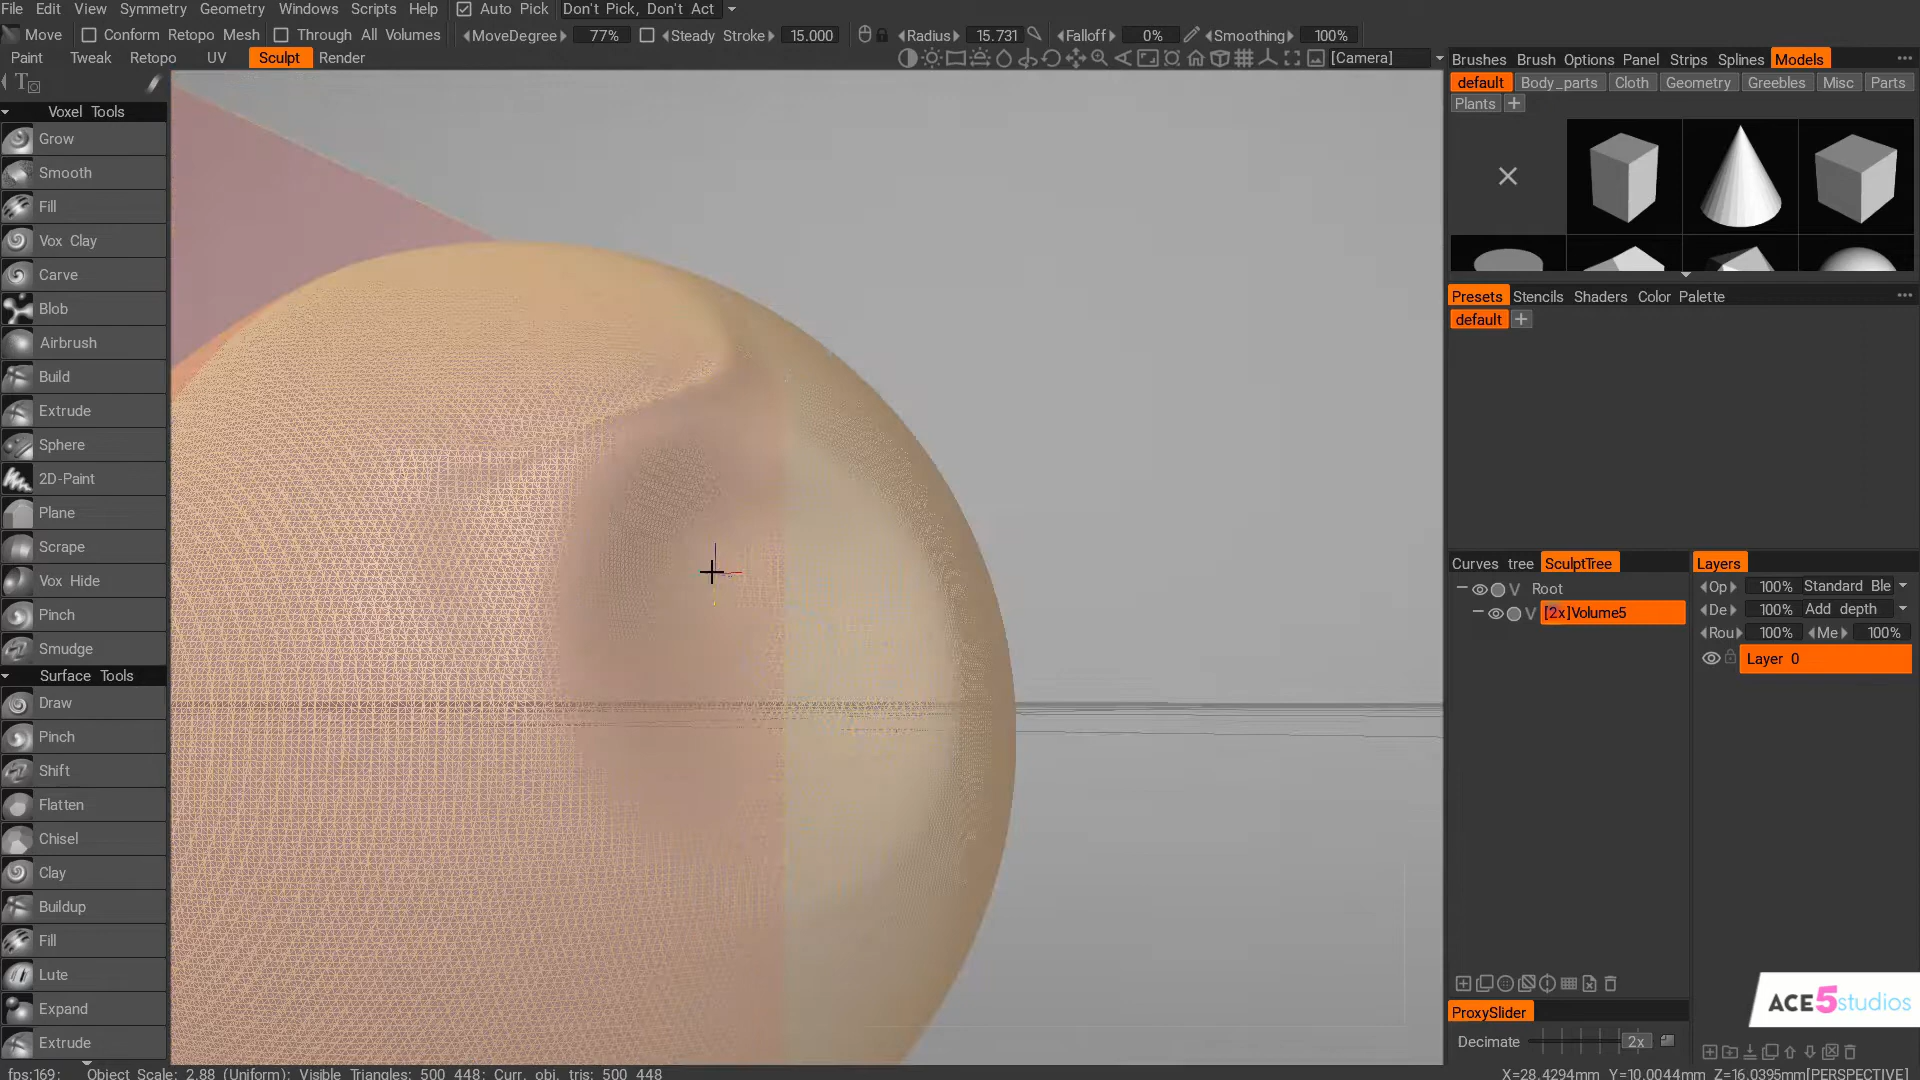 File Edit View Symmetry Geometry Windows Scripts Help Auto Pick Don't Pick, Don't Act
Move Conform Retopo Mesh Through All Volumes MoveDegree 77% Steady Stroke 15.000 Radius 15.731 Falloff 0% Smoothing 100%
Paint Tweak Retopo UV Sculpt Render [Camera]
Brushes Brush Options Panel Strips Splines Models
default Body_parts Cloth Geometry Greebles Misc Parts
Plants +
Voxel Tools
Grow
Smooth
Fill
Vox Clay
Carve
Blob
Airbrush
Build
Extrude
Sphere
2D-Paint
Plane
Scrape
Vox Hide
Pinch
Smudge
Surface Tools
Draw
Pinch
Shift
Flatten
Chisel
Clay
Buildup
Fill
Lute
Expand
Extrude
Presets Stencils Shaders Color Palette
default +
Curves tree SculptTree
V Root
V [2x]Volume5
Layers
Op 100% Standard Ble
De 100% Add depth
Rou 100% Me 100%
Layer 0
ProxySlider
Decimate 2x
ACE5studios
fps:169; Object Scale: 2.88 (Uniform); Visible Triangles: 500 448; Curr. obj. tris: 500 448
X=28.4294mm Y=10.0044mm Z=16.0395mm[PERSPECTIVE]